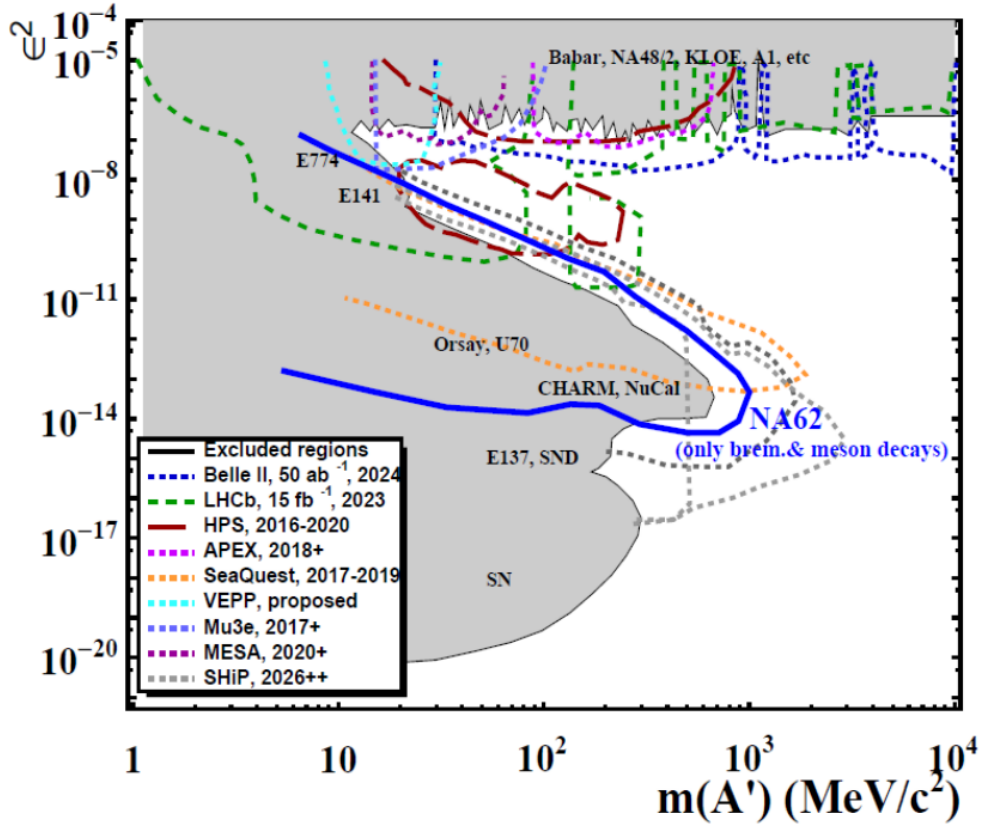 ϵ²
10⁻⁴
10⁻⁵
10⁻⁸
10⁻¹¹
10⁻¹⁴
10⁻¹⁷
10⁻²⁰
Babar, NA48/2, KLOE, A1, etc
E774
E141
Orsay, U70
CHARM, NuCal
NA62
(only brem.& meson decays)
E137, SND
SN
Excluded regions
Belle II, 50 ab ⁻¹, 2024
LHCb, 15 fb ⁻¹, 2023
HPS, 2016-2020
APEX, 2018+
SeaQuest, 2017-2019
VEPP, proposed
Mu3e, 2017+
MESA, 2020+
SHiP, 2026++
1 10 10² 10³ 10⁴
m(A') (MeV/c²)